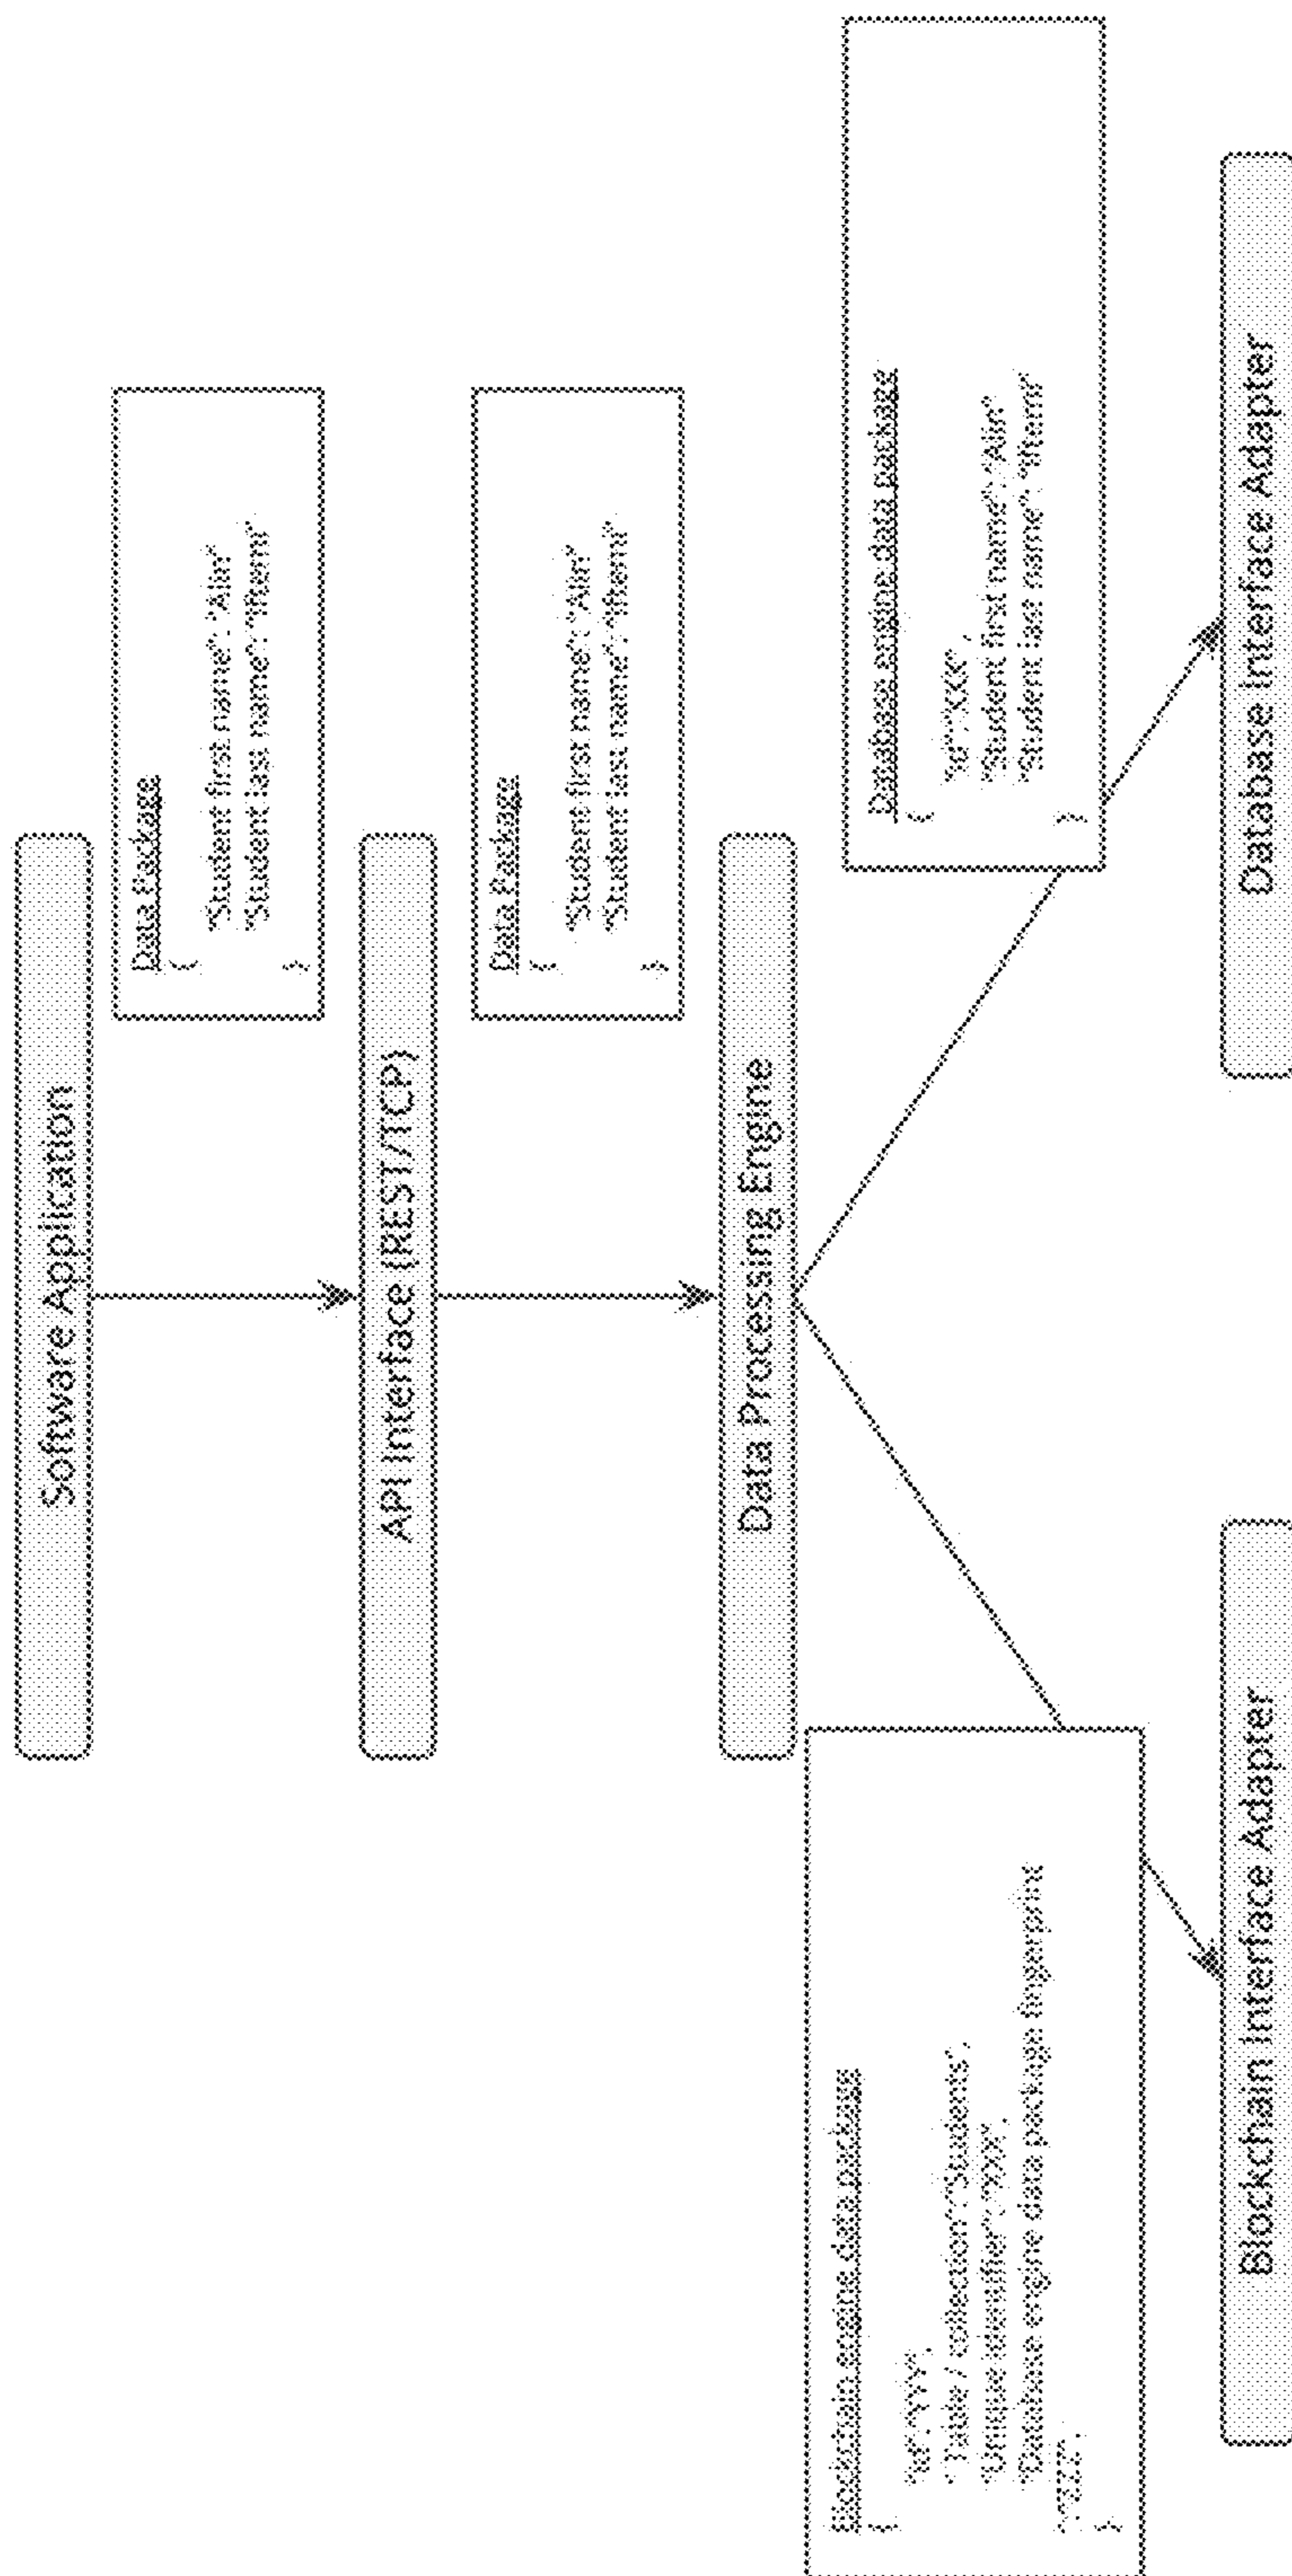 Software Application
Data Package
{
"Student first name": "Alin"
"Student last name": "Iftemi"
}
API Interface (REST/TCP)
Data Package
{
"Student first name": "Alin"
"Student last name": "Iftemi"
}
Data Processing Engine
Blockchain engine data package
{
"id":"YYY",
"Table / collection":"Students",
"Unique identifier": "XXX",
"Database engine data package fingerprint
":"ZZZ",
}
Database engine data package
{
"id":"XXX",
"Student first name": "Alin"
"Student last name": "Iftemi"
}
Blockchain Interface Adapter
Database Interface Adapter